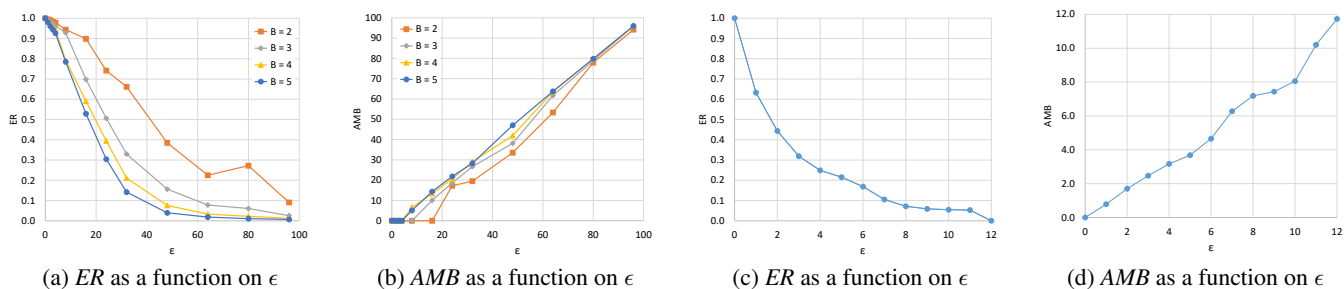 1.0
0.9
0.8
0.7
0.6
0.5
0.4
0.3
0.2
0.1
0.0
ER
0 20 40 60 80 100
ε
B = 2
B = 3
B = 4
B = 5
(a) ER as a function on ϵ
100
90
80
70
60
50
40
30
20
10
0
AMB
0 20 40 60 80 100
ε
B = 2
B = 3
B = 4
B = 5
(b) AMB as a function on ϵ
1.0
0.9
0.8
0.7
0.6
0.5
0.4
0.3
0.2
0.1
0.0
ER
0 2 4 6 8 10 12
ε
(c) ER as a function on ϵ
12.0
10.0
8.0
6.0
4.0
2.0
0.0
AMB
0 2 4 6 8 10 12
ε
(d) AMB as a function on ϵ